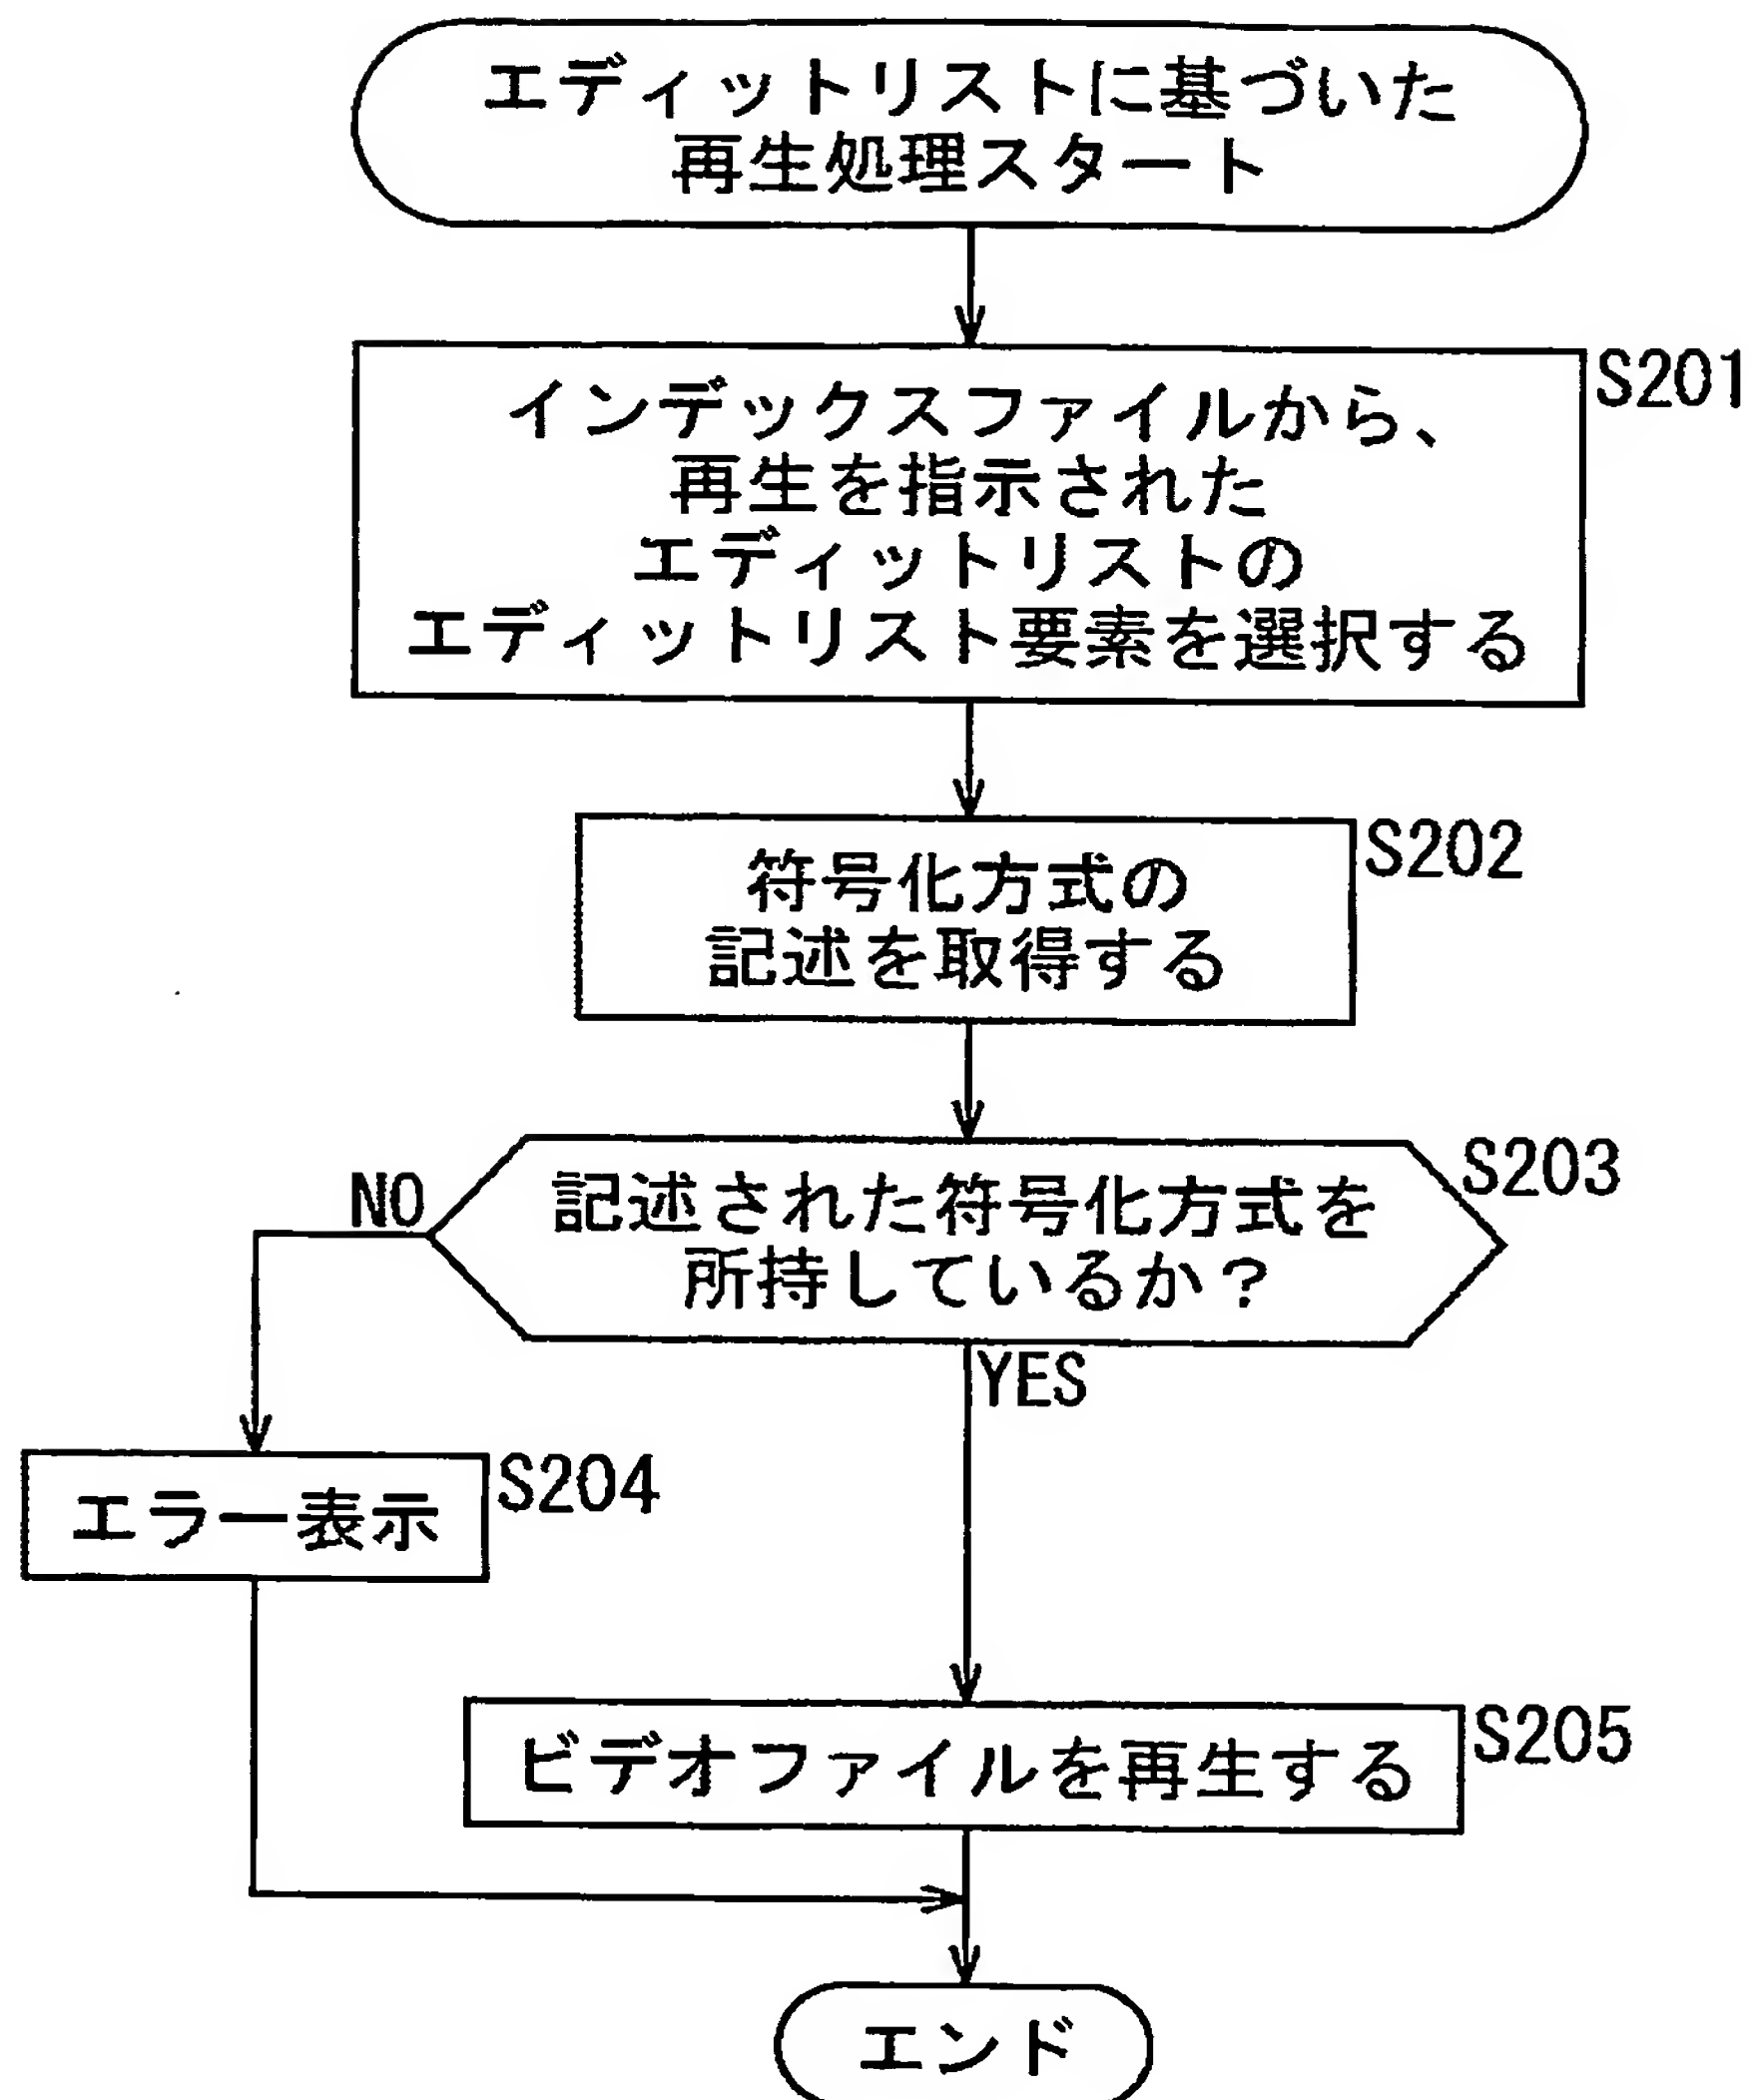 エディットリストに基づいた
再生処理スタート
S201
インデックスファイルから、
再生を指示された
エディットリストの
エディットリスト要素を選択する
S202
符号化方式の
記述を取得する
S203
記述された符号化方式を
所持しているか？
NO
YES
S204
エラー表示
S205
ビデオファイルを再生する
エンド